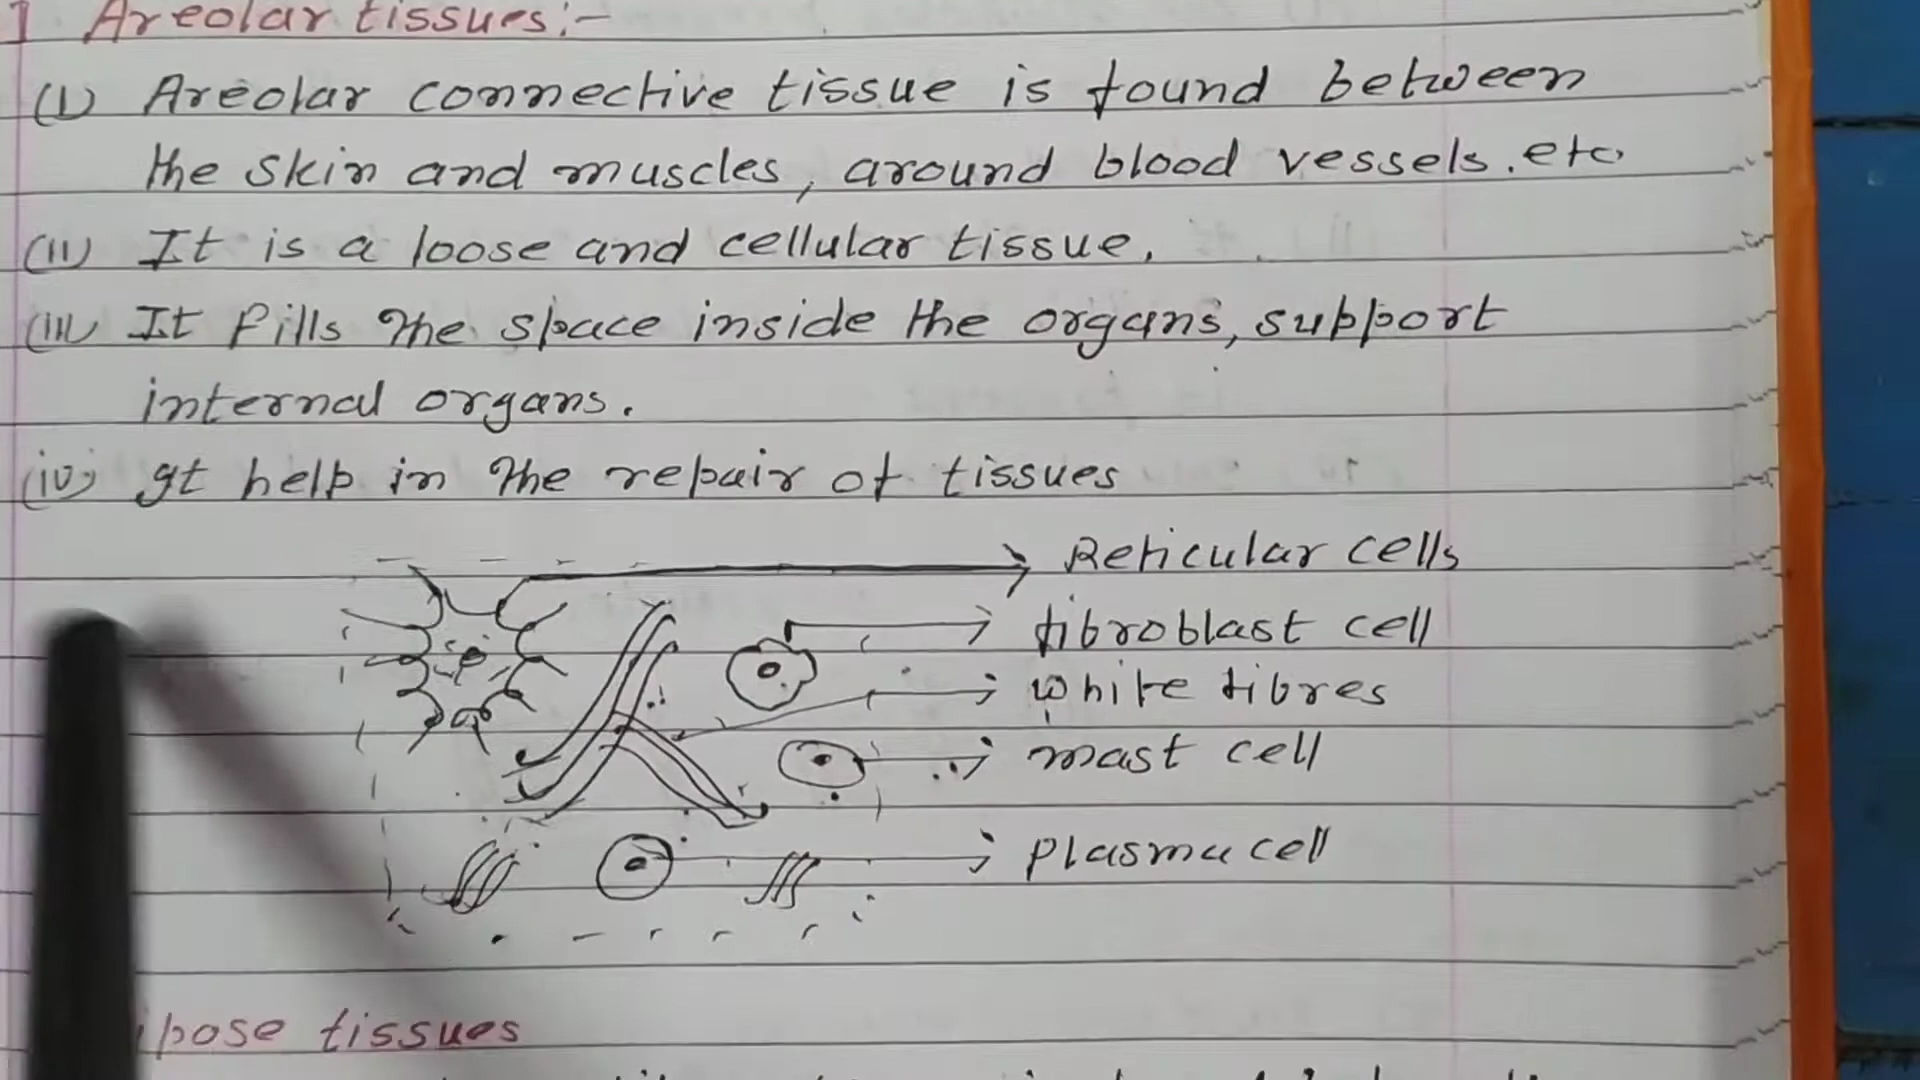 Areolar tissues:-
(i) Areolar connective tissue is found between
the skin and muscles, around blood vessels. etc.
(ii) It is a loose and cellular tissue.
(iii) It fills the space inside the organs, support
internal organs.
(iv) It help in the repair of tissues
Reticular cells
fibroblast cell
white fibres
mast cell
plasma cell
ipose tissues